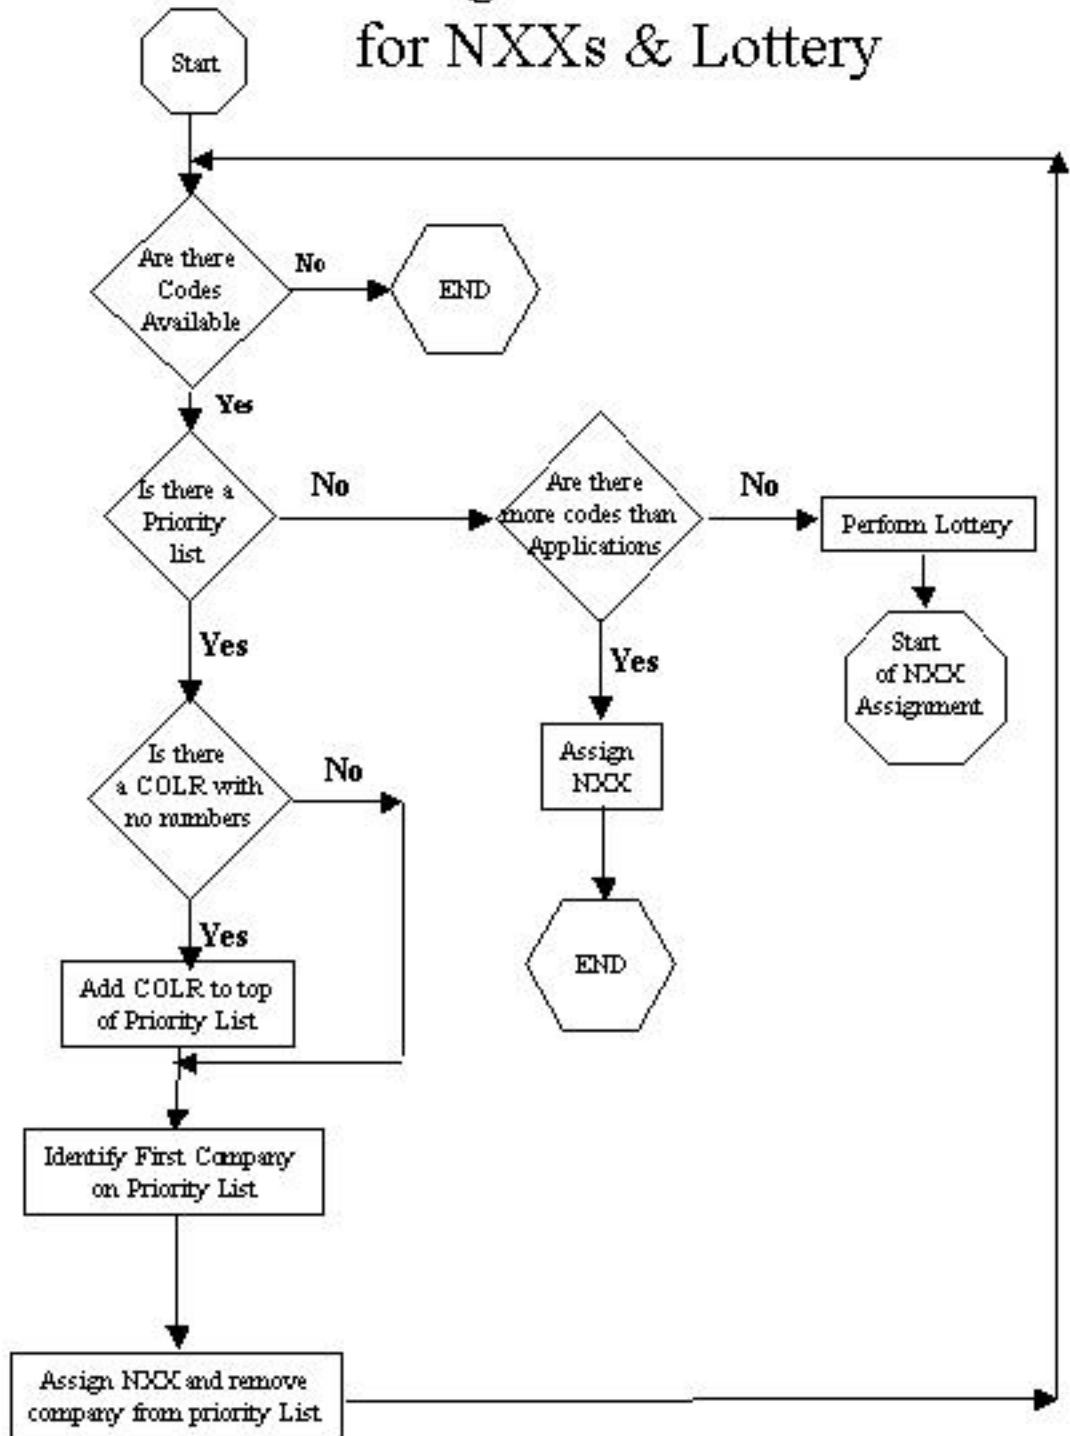 for NXXs & Lottery
Start
Are there
Codes
Available
No
END
Yes
Is there a
Priority
list
No
Are there
more codes than
Applications
No
Perform Lottery
Start
of NXX
Assignment
Yes
Assign
NXX
END
Yes
Is there
a COLR with
no numbers
No
Yes
Add COLR to top
of Priority List
Identify First Company
on Priority List
Assign NXX and remove
company from priority List